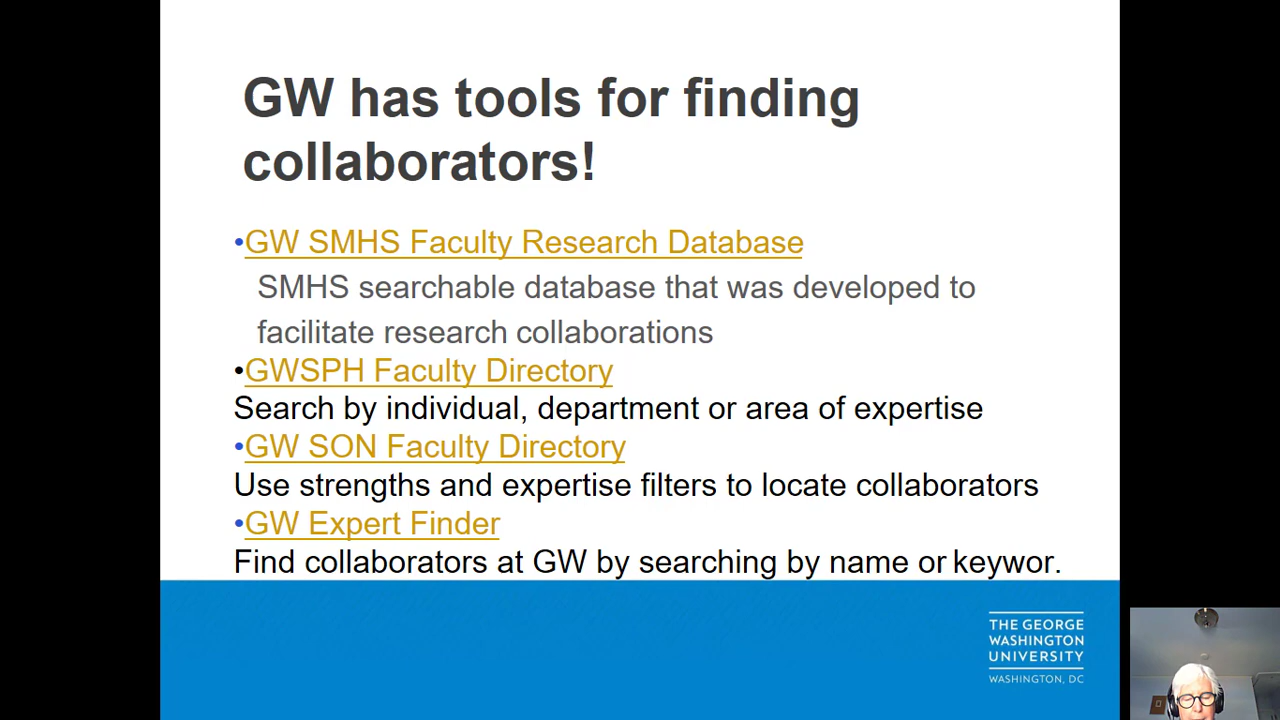 GW has tools for finding
collaborators!
•GW SMHS Faculty Research Database
SMHS searchable database that was developed to
facilitate research collaborations
•GWSPH Faculty Directory
Search by individual, department or area of expertise
•GW SON Faculty Directory
Use strengths and expertise filters to locate collaborators
•GW Expert Finder
Find collaborators at GW by searching by name or keywor.
THE GEORGE
WASHINGTON
UNIVERSITY
WASHINGTON, DC